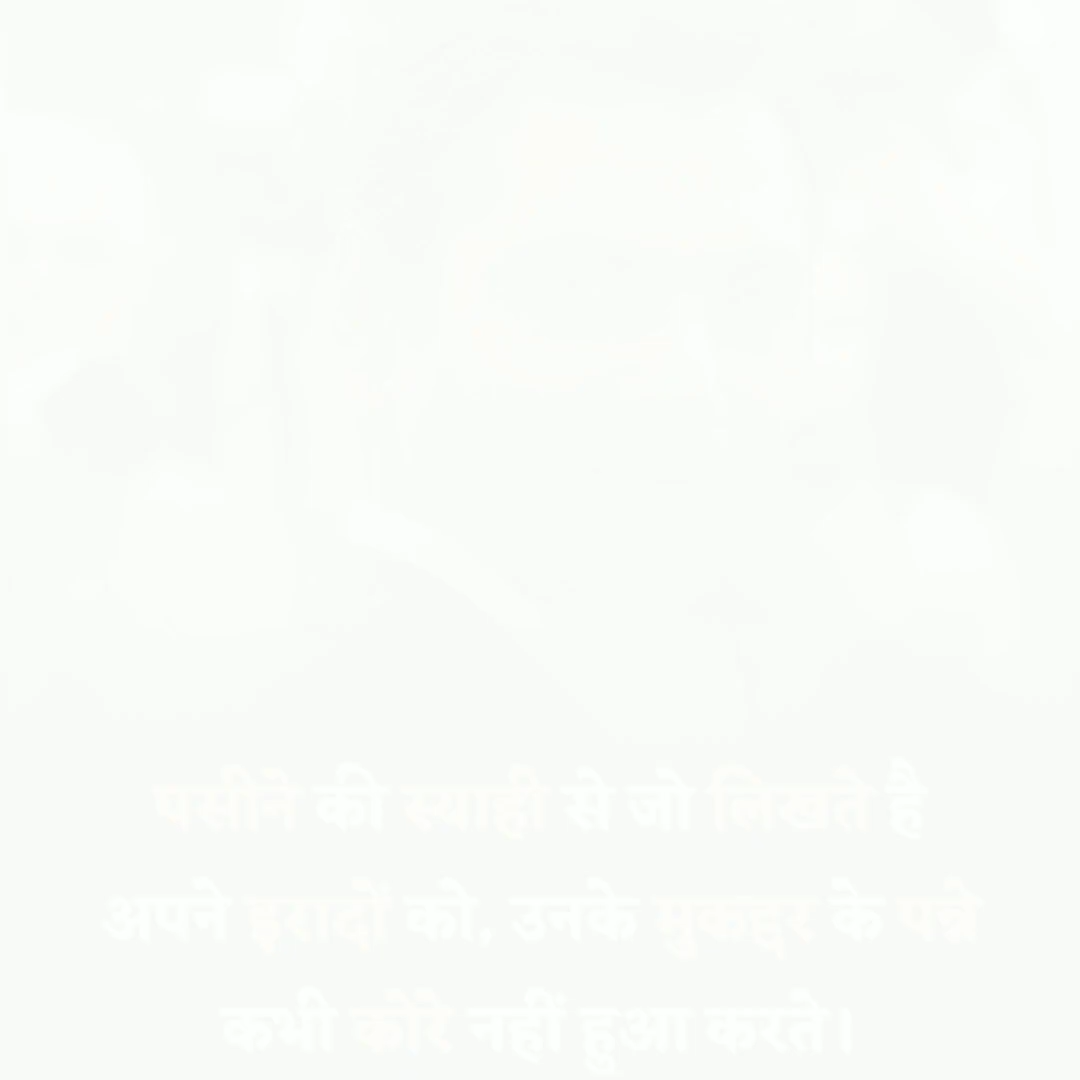 पसीने की स्याही से जो लिखते है
अपने इरादों को, उनके मुकद्दर के पन्ने
कभी कोरे नहीं हुआ करते।